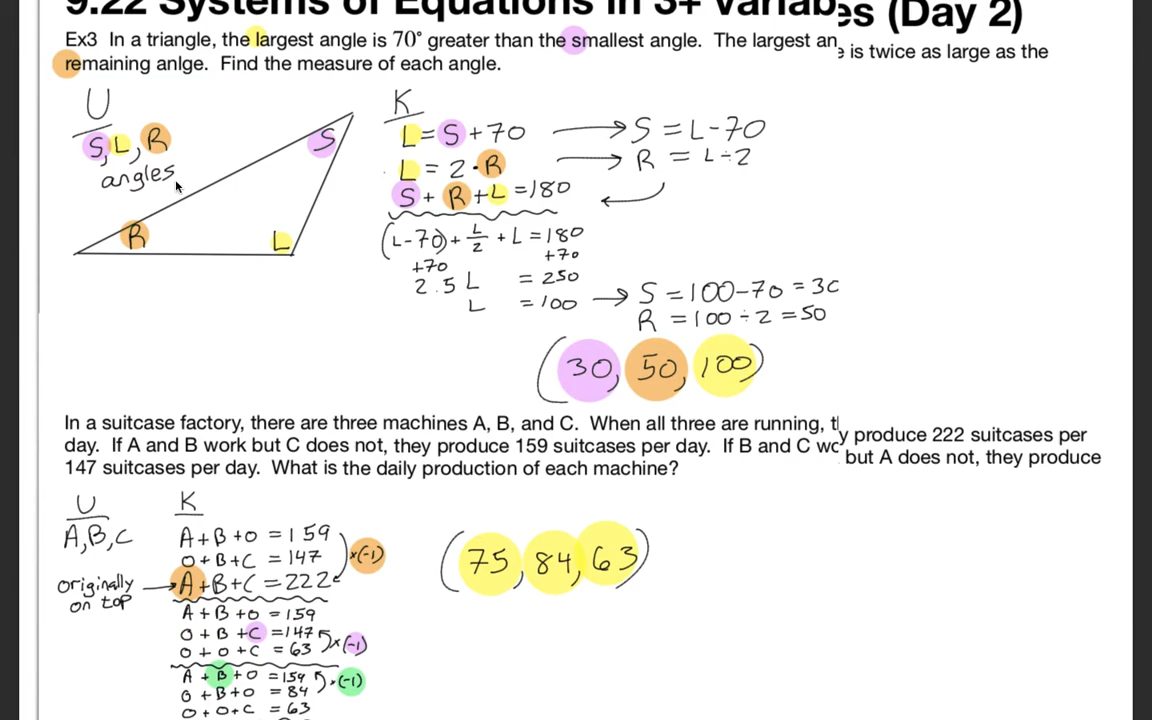 9.22 Systems of Equations in 3+ Variables (Day 2)
Ex3 In a triangle, the largest angle is 70° greater than the smallest angle. The largest an e is twice as large as the
remaining anlge. Find the measure of each angle.
U
S, L, R
angles
S
R
L
K
L = S + 70 → S = L - 70
L = 2 · R → R = L ÷ 2
S + R + L = 180
(L - 70) + L/2 + L = 180
+70 +70
2.5 L = 250
L = 100 → S = 100 - 70 = 30
R = 100 ÷ 2 = 50
(30, 50, 100)
In a suitcase factory, there are three machines A, B, and C. When all three are running, t y produce 222 suitcases per
day. If A and B work but C does not, they produce 159 suitcases per day. If B and C wo but A does not, they produce
147 suitcases per day. What is the daily production of each machine?
U
A, B, C
originally on top →
K
A + B + 0 = 159
0 + B + C = 147 ×(-1)
A + B + C = 222
A + B + 0 = 159
0 + B + C = 147
0 + 0 + C = 63 ×(-1)
A + B + 0 = 159 ·(-1)
0 + B + 0 = 84
0 + 0 + C = 63
(75, 84, 63)